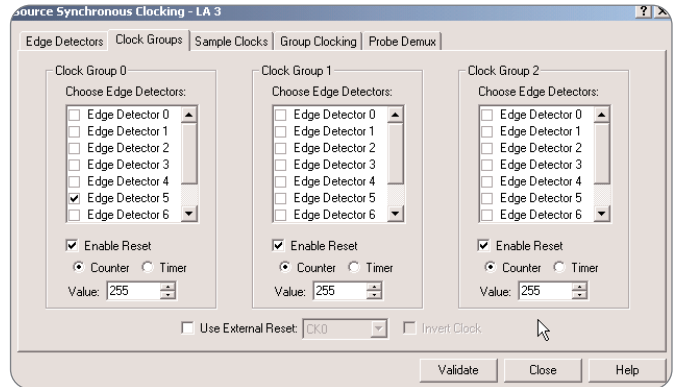 Source Synchronous Clocking - LA 3
Edge Detectors
Clock Groups
Sample Clocks
Group Clocking
Probe Demux
Clock Group 0
Choose Edge Detectors:
Edge Detector 0
Edge Detector 1
Edge Detector 2
Edge Detector 3
Edge Detector 4
Edge Detector 5
Edge Detector 6
Enable Reset
Counter Timer
Value: 255
Clock Group 1
Choose Edge Detectors:
Edge Detector 0
Edge Detector 1
Edge Detector 2
Edge Detector 3
Edge Detector 4
Edge Detector 5
Edge Detector 6
Enable Reset
Counter Timer
Value: 255
Clock Group 2
Choose Edge Detectors:
Edge Detector 0
Edge Detector 1
Edge Detector 2
Edge Detector 3
Edge Detector 4
Edge Detector 5
Edge Detector 6
Enable Reset
Counter Timer
Value: 255
Use External Reset: CK0 Invert Clock
Validate Close Help